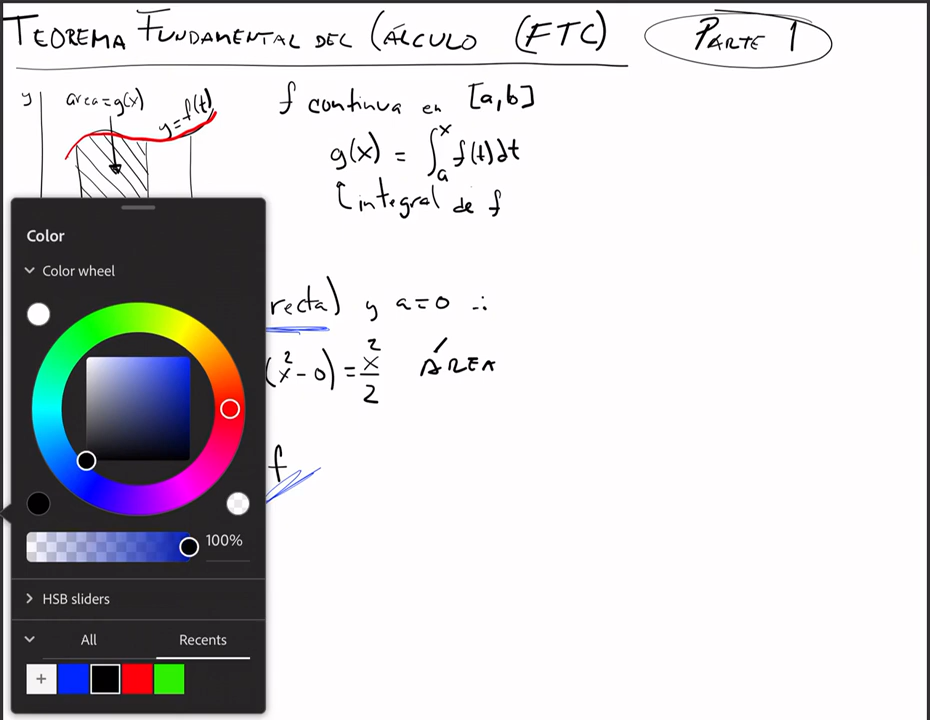 TEOREMA FUNDAMENTAL DEL CÁLCULO (FTC) PARTE 1
y area=g(x) y=f(t) f continua en [a,b]
g(x) = ∫ₐˣ f(t)dt
integral de f
Color
Color wheel
recta) y a=0 ∴
(x²-0) = x²/2 ÁREA
f
100%
HSB sliders
All Recents
+